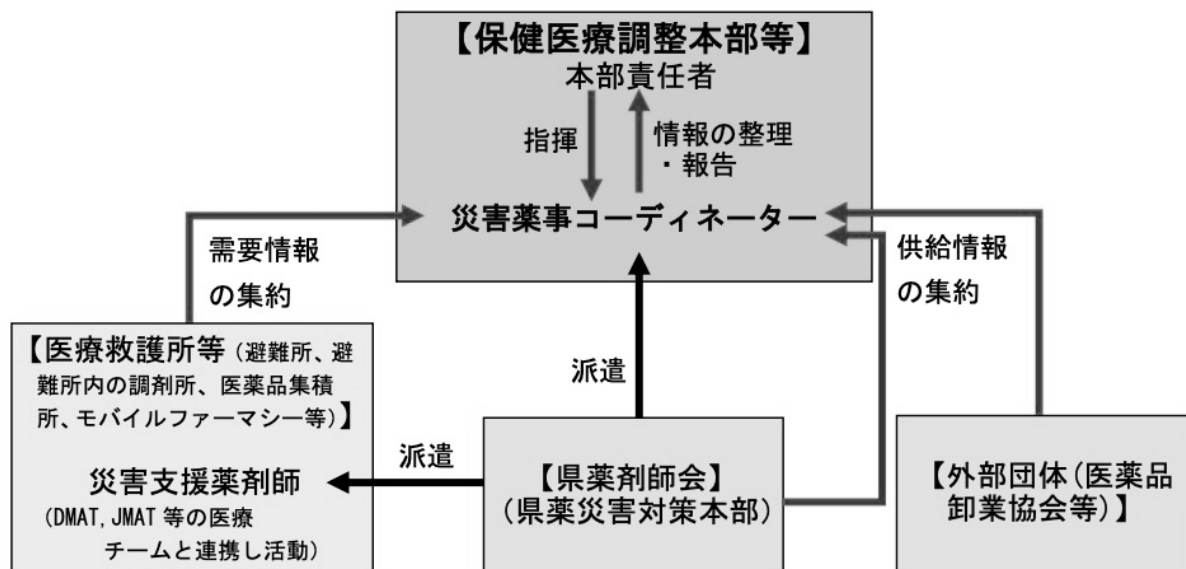 【保健医療調整本部等】
本部責任者
指揮
情報の整理
・報告
災害薬事コーディネーター
需要情報
の集約
供給情報
の集約
【医療救護所等（避難所、避
難所内の調剤所、医薬品集積
所、モバイルファーマシー等）】
災害支援薬剤師
（DMAT, JMAT 等の医療
チームと連携し活動）
派遣
派遣
【県薬剤師会】
（県薬災害対策本部）
【外部団体（医薬品
卸業協会等）】